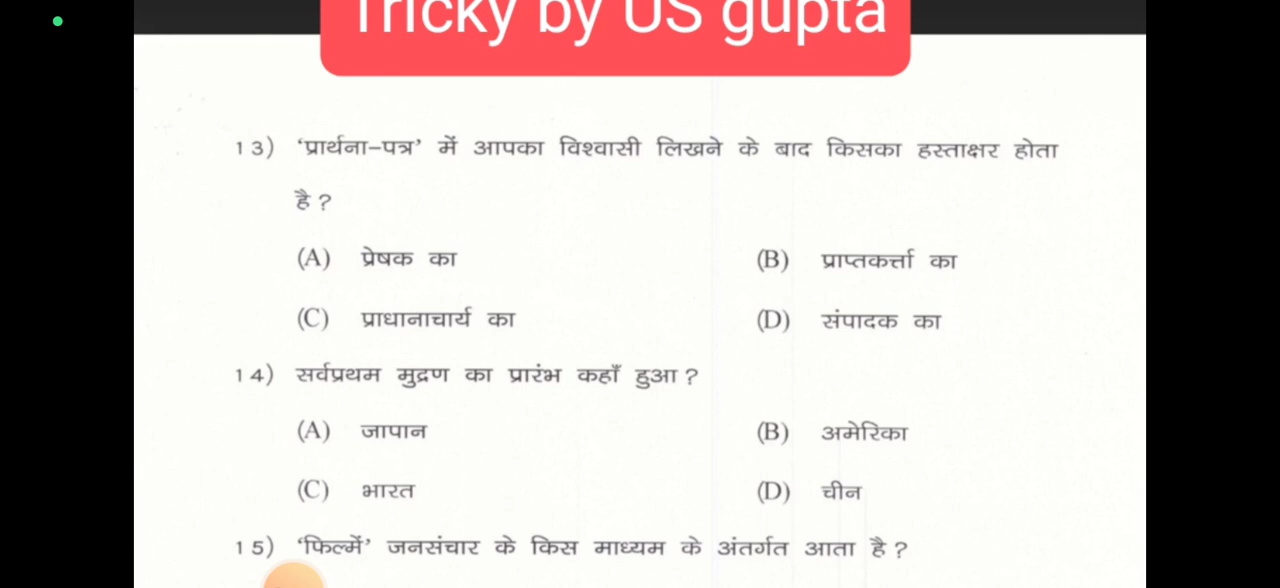 Tricky by US gupta
13) ‘प्रार्थना–पत्र’ में आपका विश्वासी लिखने के बाद किसका हस्ताक्षर होता
है ?
(A) प्रेषक का (B) प्राप्तकर्त्ता का
(C) प्राधानाचार्य का (D) संपादक का
14) सर्वप्रथम मुद्रण का प्रारंभ कहाँ हुआ ?
(A) जापान (B) अमेरिका
(C) भारत (D) चीन
15) ‘फिल्में’ जनसंचार के किस माध्यम के अंतर्गत आता है ?